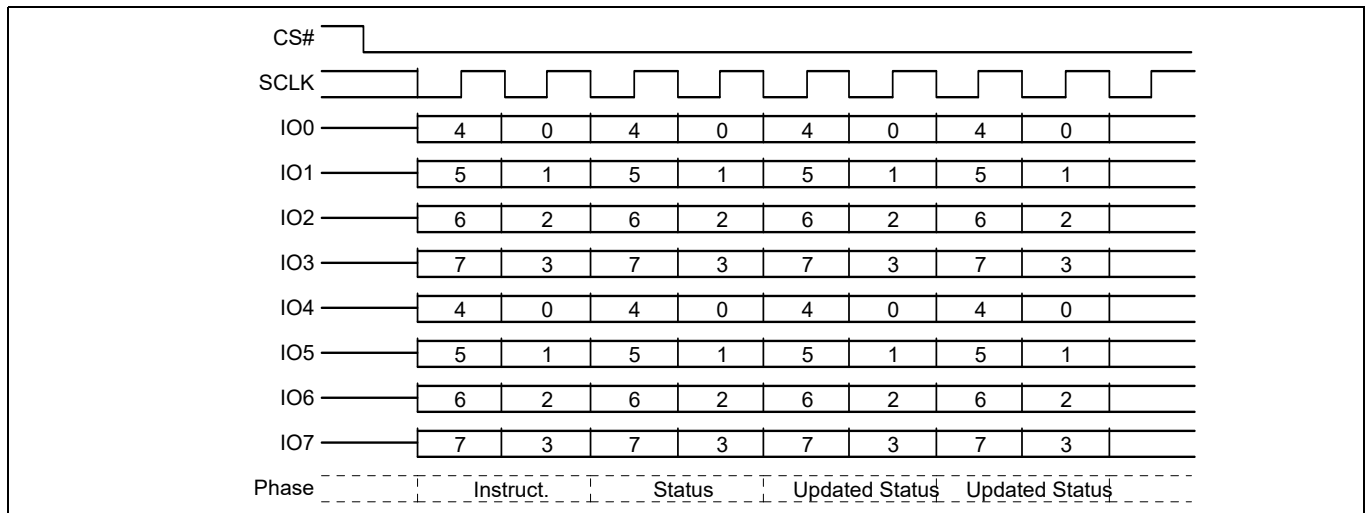 CS#
SCLK
IO0 4 0 4 0 4 0 4 0
IO1 5 1 5 1 5 1 5 1
IO2 6 2 6 2 6 2 6 2
IO3 7 3 7 3 7 3 7 3
IO4 4 0 4 0 4 0 4 0
IO5 5 1 5 1 5 1 5 1
IO6 6 2 6 2 6 2 6 2
IO7 7 3 7 3 7 3 7 3
Phase Instruct. Status Updated Status Updated Status